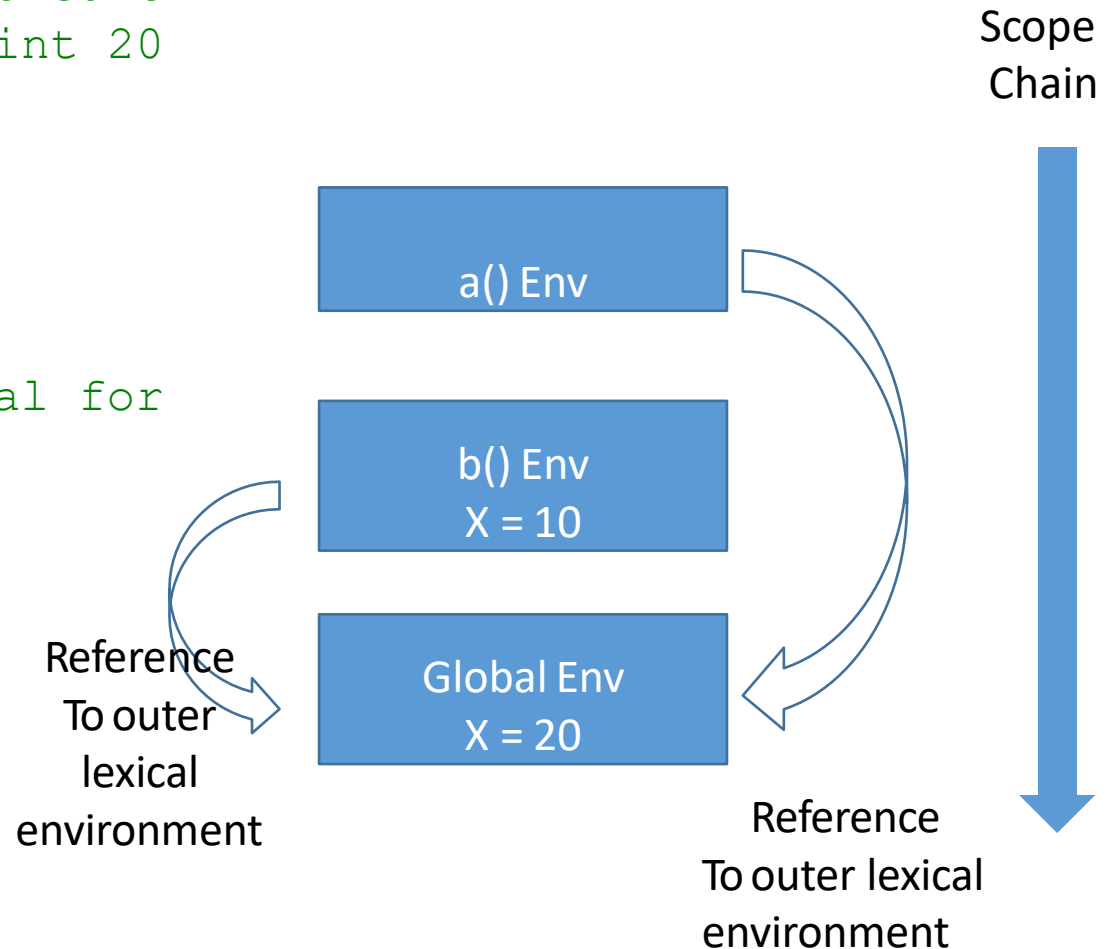 int 20
al for
Scope
Chain
a() Env
b() Env
X = 10
Global Env
X = 20
Reference
To outer
lexical
environment
Reference
To outer lexical
environment